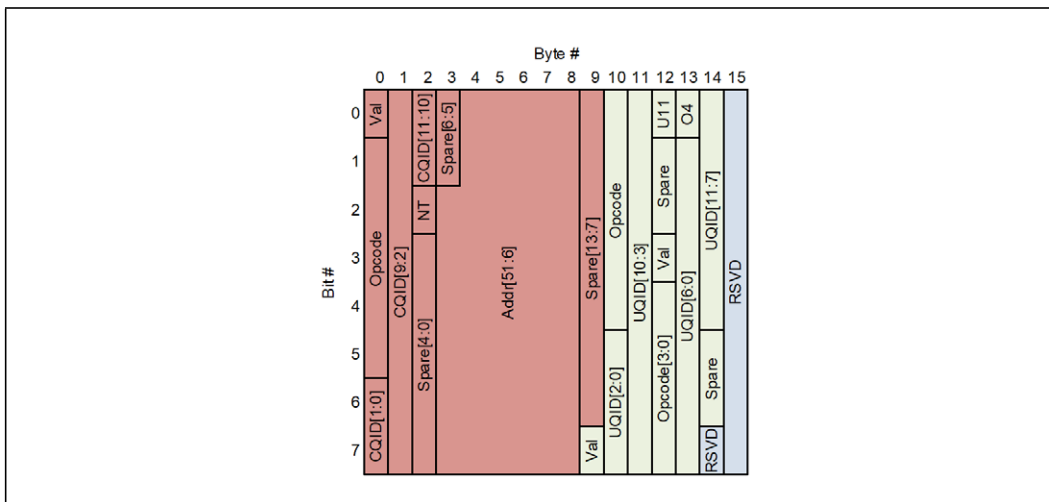 Byte #
0 1 2 3 4 5 6 7 8 9 10 11 12 13 14 15
Bit #
0
1
2
3
4
5
6
7
Val
Opcode
CQID[1:0]
CQID[9:2]
CQID[11:10]
NT
Spare[4:0]
Spare[6:5]
Addr[51:6]
Spare[13:7]
Val
Opcode
UQID[2:0]
UQID[10:3]
U11
Spare
Val
Opcode[3:0]
O4
UQID[6:0]
UQID[11:7]
Spare
RSVD
RSVD